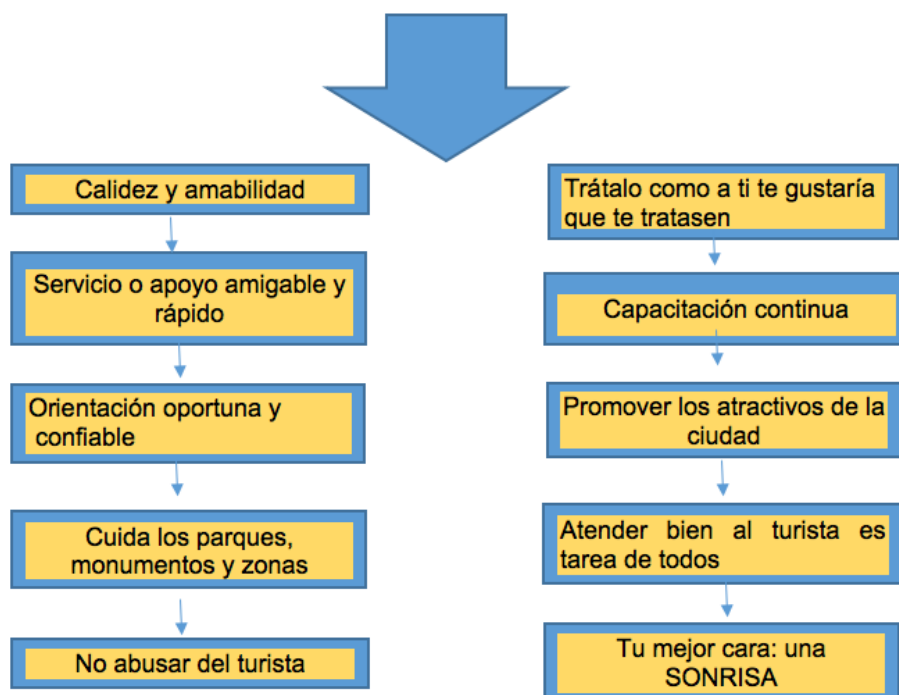 Calidez y amabilidad
Servicio o apoyo amigable y
rápido
Orientación oportuna y
confiable
Cuida los parques,
monumentos y zonas
No abusar del turista
Trátalo como a ti te gustaría
que te tratasen
Capacitación continua
Promover los atractivos de la
ciudad
Atender bien al turista es
tarea de todos
Tu mejor cara: una
SONRISA